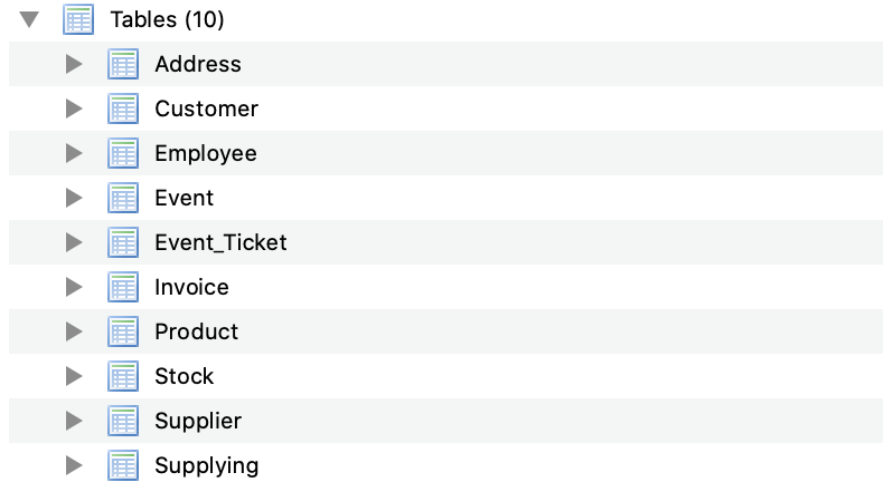 Tables (10)
Address
Customer
Employee
Event
Event_Ticket
Invoice
Product
Stock
Supplier
Supplying